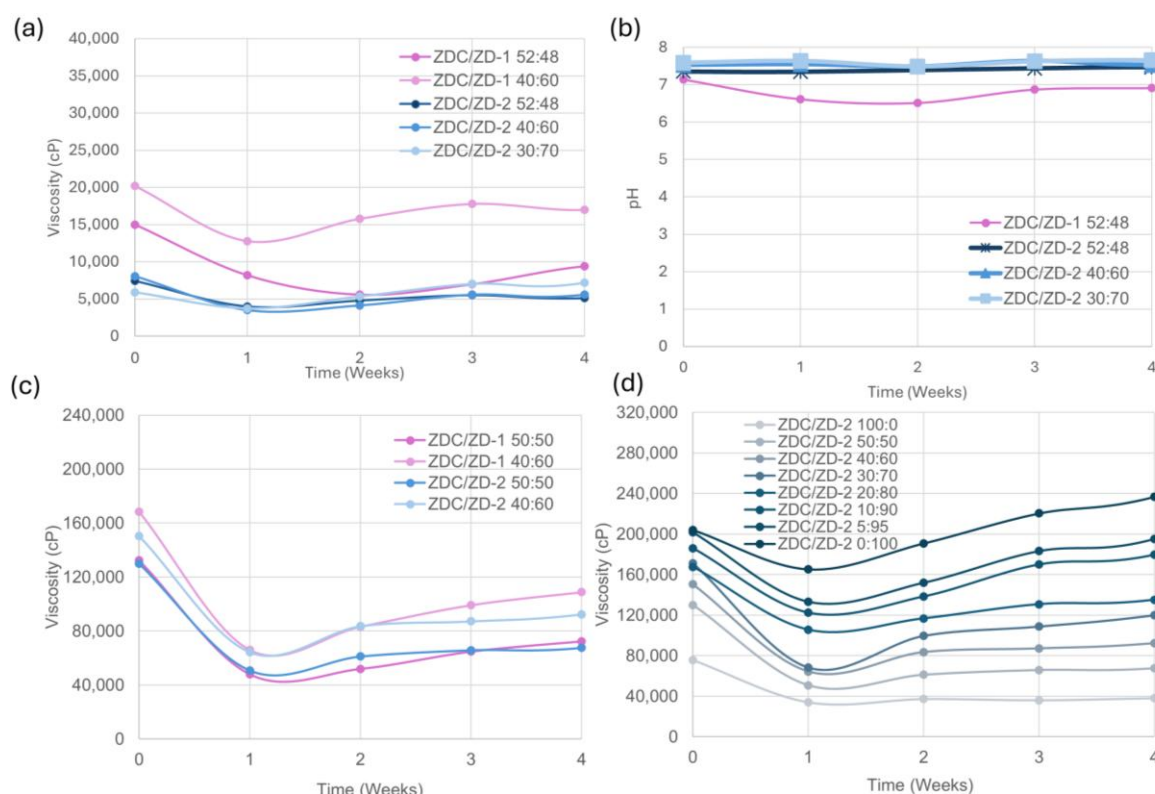 (a)
40,000
35,000
30,000
25,000
20,000
15,000
10,000
5,000
0
Viscosity (cP)
ZDC/ZD-1 52:48
ZDC/ZD-1 40:60
ZDC/ZD-2 52:48
ZDC/ZD-2 40:60
ZDC/ZD-2 30:70
0 1 2 3 4
Time (Weeks)
(b)
8
7
6
5
4
3
2
1
0
pH
ZDC/ZD-1 52:48
ZDC/ZD-2 52:48
ZDC/ZD-2 40:60
ZDC/ZD-2 30:70
0 1 2 3 4
Time (Weeks)
(c)
240,000
200,000
160,000
120,000
80,000
40,000
0
Viscosity (cP)
ZDC/ZD-1 50:50
ZDC/ZD-1 40:60
ZDC/ZD-2 50:50
ZDC/ZD-2 40:60
0 1 2 3 4
Time (Weeks)
(d)
320,000
280,000
240,000
200,000
160,000
120,000
80,000
40,000
0
Viscosity (cP)
ZDC/ZD-2 100:0
ZDC/ZD-2 50:50
ZDC/ZD-2 40:60
ZDC/ZD-2 30:70
ZDC/ZD-2 20:80
ZDC/ZD-2 10:90
ZDC/ZD-2 5:95
ZDC/ZD-2 0:100
0 1 2 3 4
Time (Weeks)